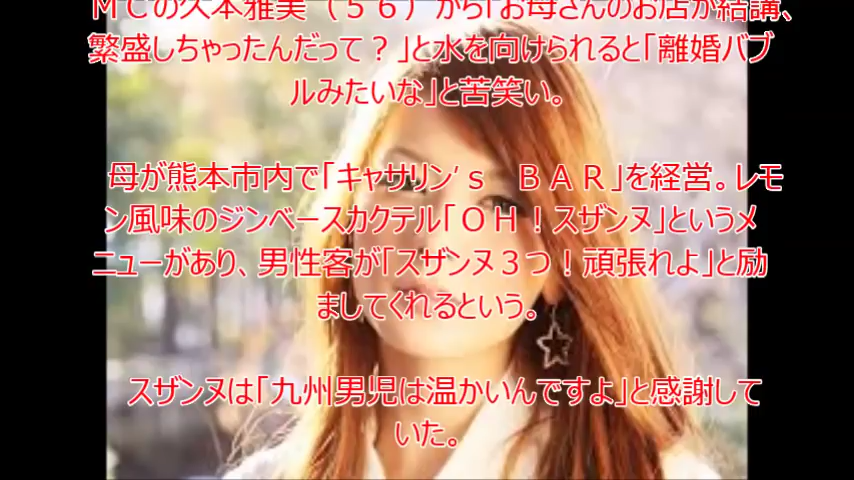 ＭＣの久本雅美（５６）から「お母さんのお店が結構、
繁盛しちゃったんだって？」と水を向けられると「離婚バブ
ルみたいな」と苦笑い。
母が熊本市内で「キャサリン’ｓ　ＢＡＲ」を経営。レモ
ン風味のジンベースカクテル「ＯＨ！スザンヌ」というメ
ニューがあり、男性客が「スザンヌ３つ！頑張れよ」と励
ましてくれるという。
スザンヌは「九州男児は温かいんですよ」と感謝して
いた。